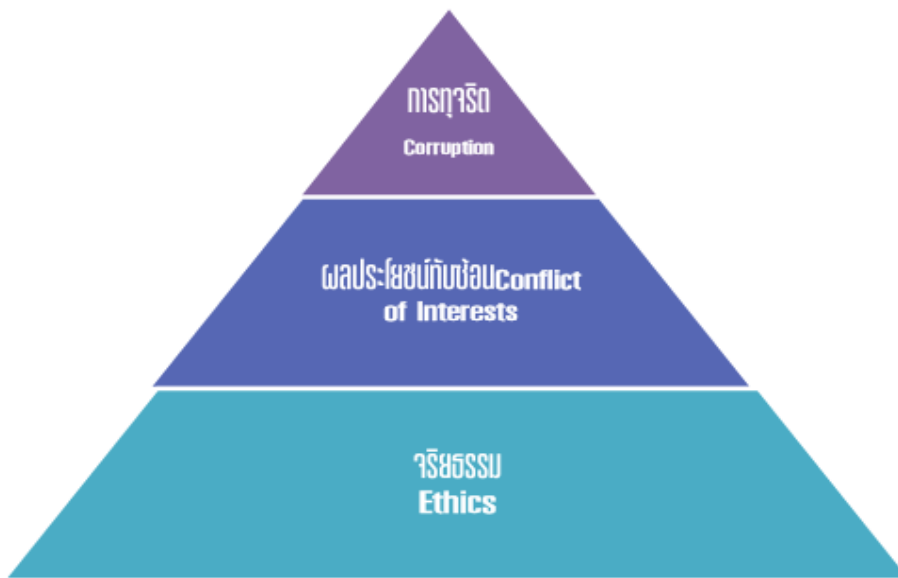 การทุจริต
Corruption
ผลประโยชน์ทับซ้อนConflict
of Interests
จริยธรรม
Ethics